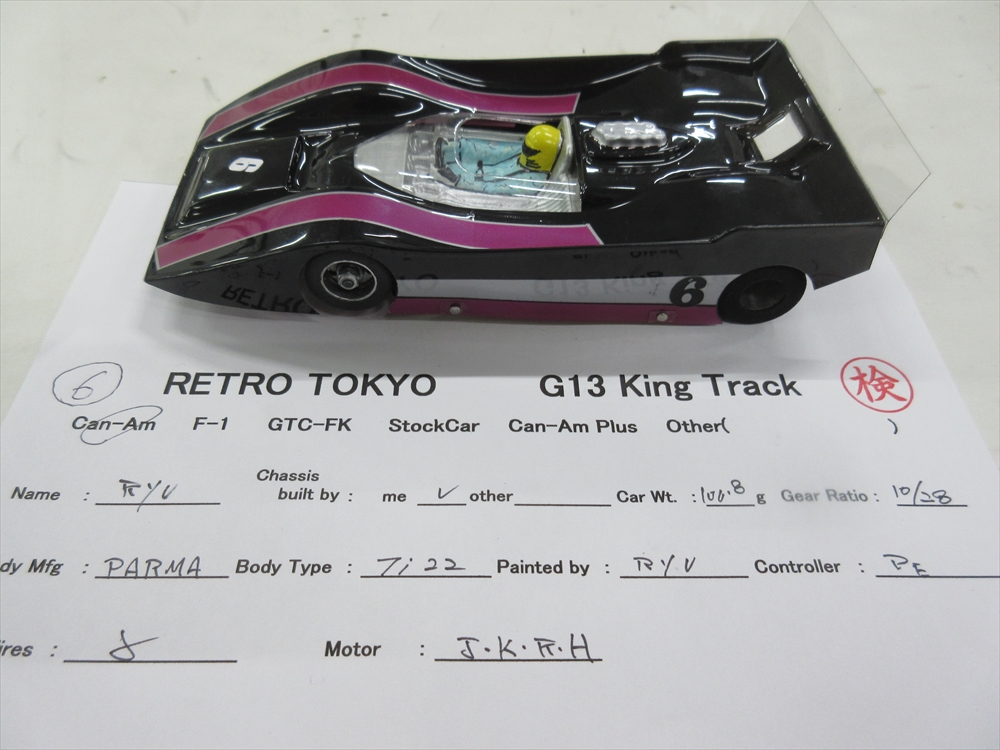 6
6
6 RETRO TOKYO G13 King Track 検
Can-Am F-1 GTC-FK StockCar Can-Am Plus Other( )
Name : RYU Chassis built by : me V other Car Wt. : 100.8 g Gear Ratio : 10/28
dy Mfg : PARMA Body Type : Ti22 Painted by : RYU Controller : PE
ires : Motor : J.K.R.H